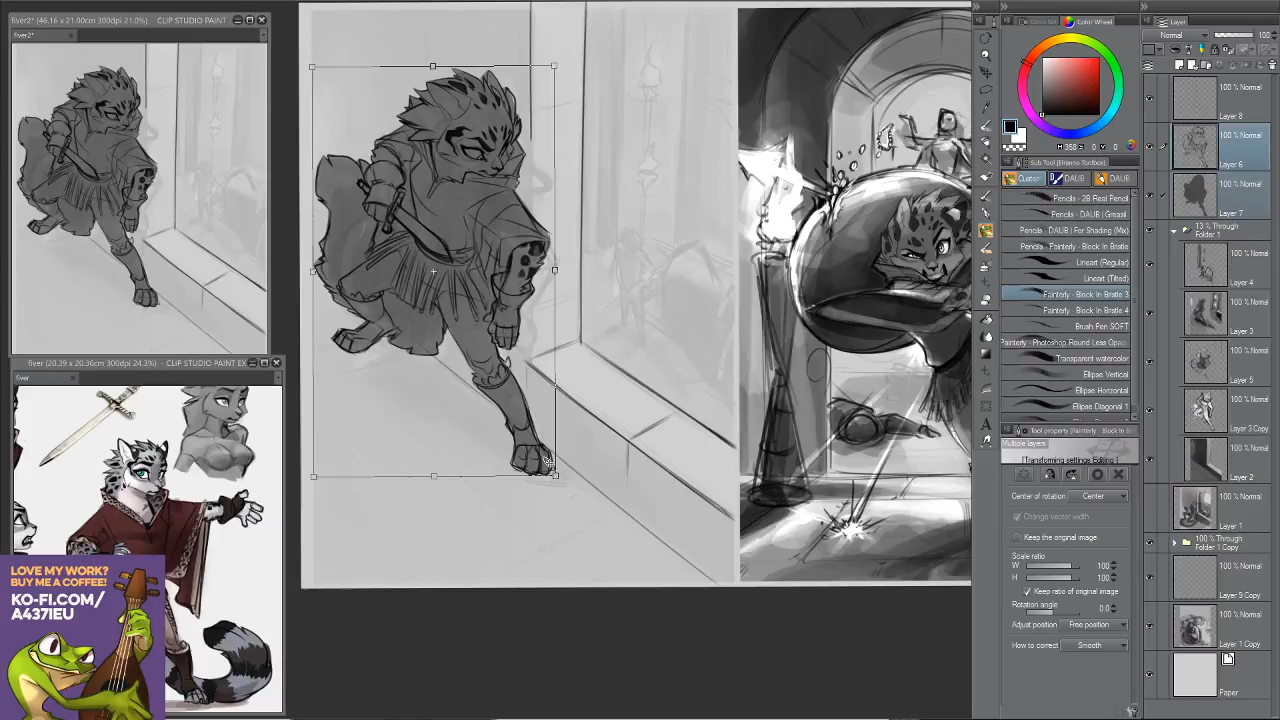 fiver2* (46.16 x 21.00cm 300dpi 21.0%)  CLIP STUDIO PAINT
fiver2*
fiver (20.39 x 20.36cm 300dpi 24.3%)  CLIP STUDIO PAINT EX
fiver
LOVE MY WORK?
BUY ME A COFFEE!
KO-FI.COM/
A437IEU
Color Wheel
H 358 S 0 V 0
Sub Tool [Elranno Toolbox]
Custom DAUB DAUB
Pencils - 2B Real Pencil
Pencils - DAUB | Greasil
Pencils - DAUB | For Shading (Mix)
Pencils - Painterly - Block In Bristle
Lineart (Regular)
Lineart (Tilted)
Painterly - Block In Bristle 3
Painterly - Block In Bristle 4
Brush Pen SOFT
Painterly - Photoshop Round Less Opac
Transparent watercolor
Ellipse Vertical
Ellipse Horizontal
Ellipse Diagonal 1
Tool property [Painterly - Block In Bri
Multiple layers
[Transforming settings Editing]
Center of rotation Center
Change vector width
Keep the original image.
Scale ratio
W 100
H 100
Keep ratio of original image
Rotation angle 0.0
Adjust position Free position
How to correct Smooth
Layer
Normal 100
100 % Normal
Layer 8
100 % Normal
Layer 6
100 % Normal
Layer 7
13 % Through
Folder 1
100 % Normal
Layer 4
100 % Normal
Layer 3
100 % Normal
Layer 5
100 % Normal
Layer 3 Copy
100 % Normal
Layer 2
100 % Normal
Layer 1
100 % Through
Folder 1 Copy
100 % Normal
Layer 9 Copy
100 % Normal
Layer 1 Copy
Paper